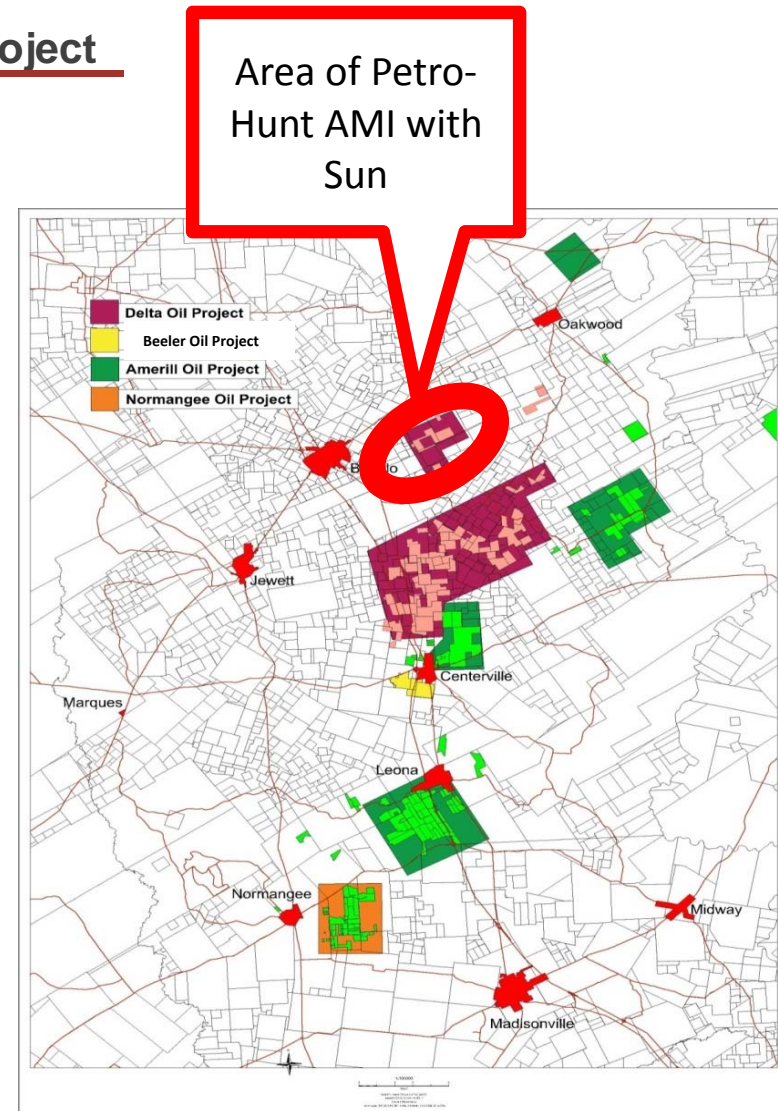 oject
Area of Petro-
Hunt AMI with
Sun
Delta Oil Project
Beeler Oil Project
Amerill Oil Project
Normangee Oil Project
Oakwood
Jewett
Centerville
Marques
Leona
Normangee
Midway
Madisonville